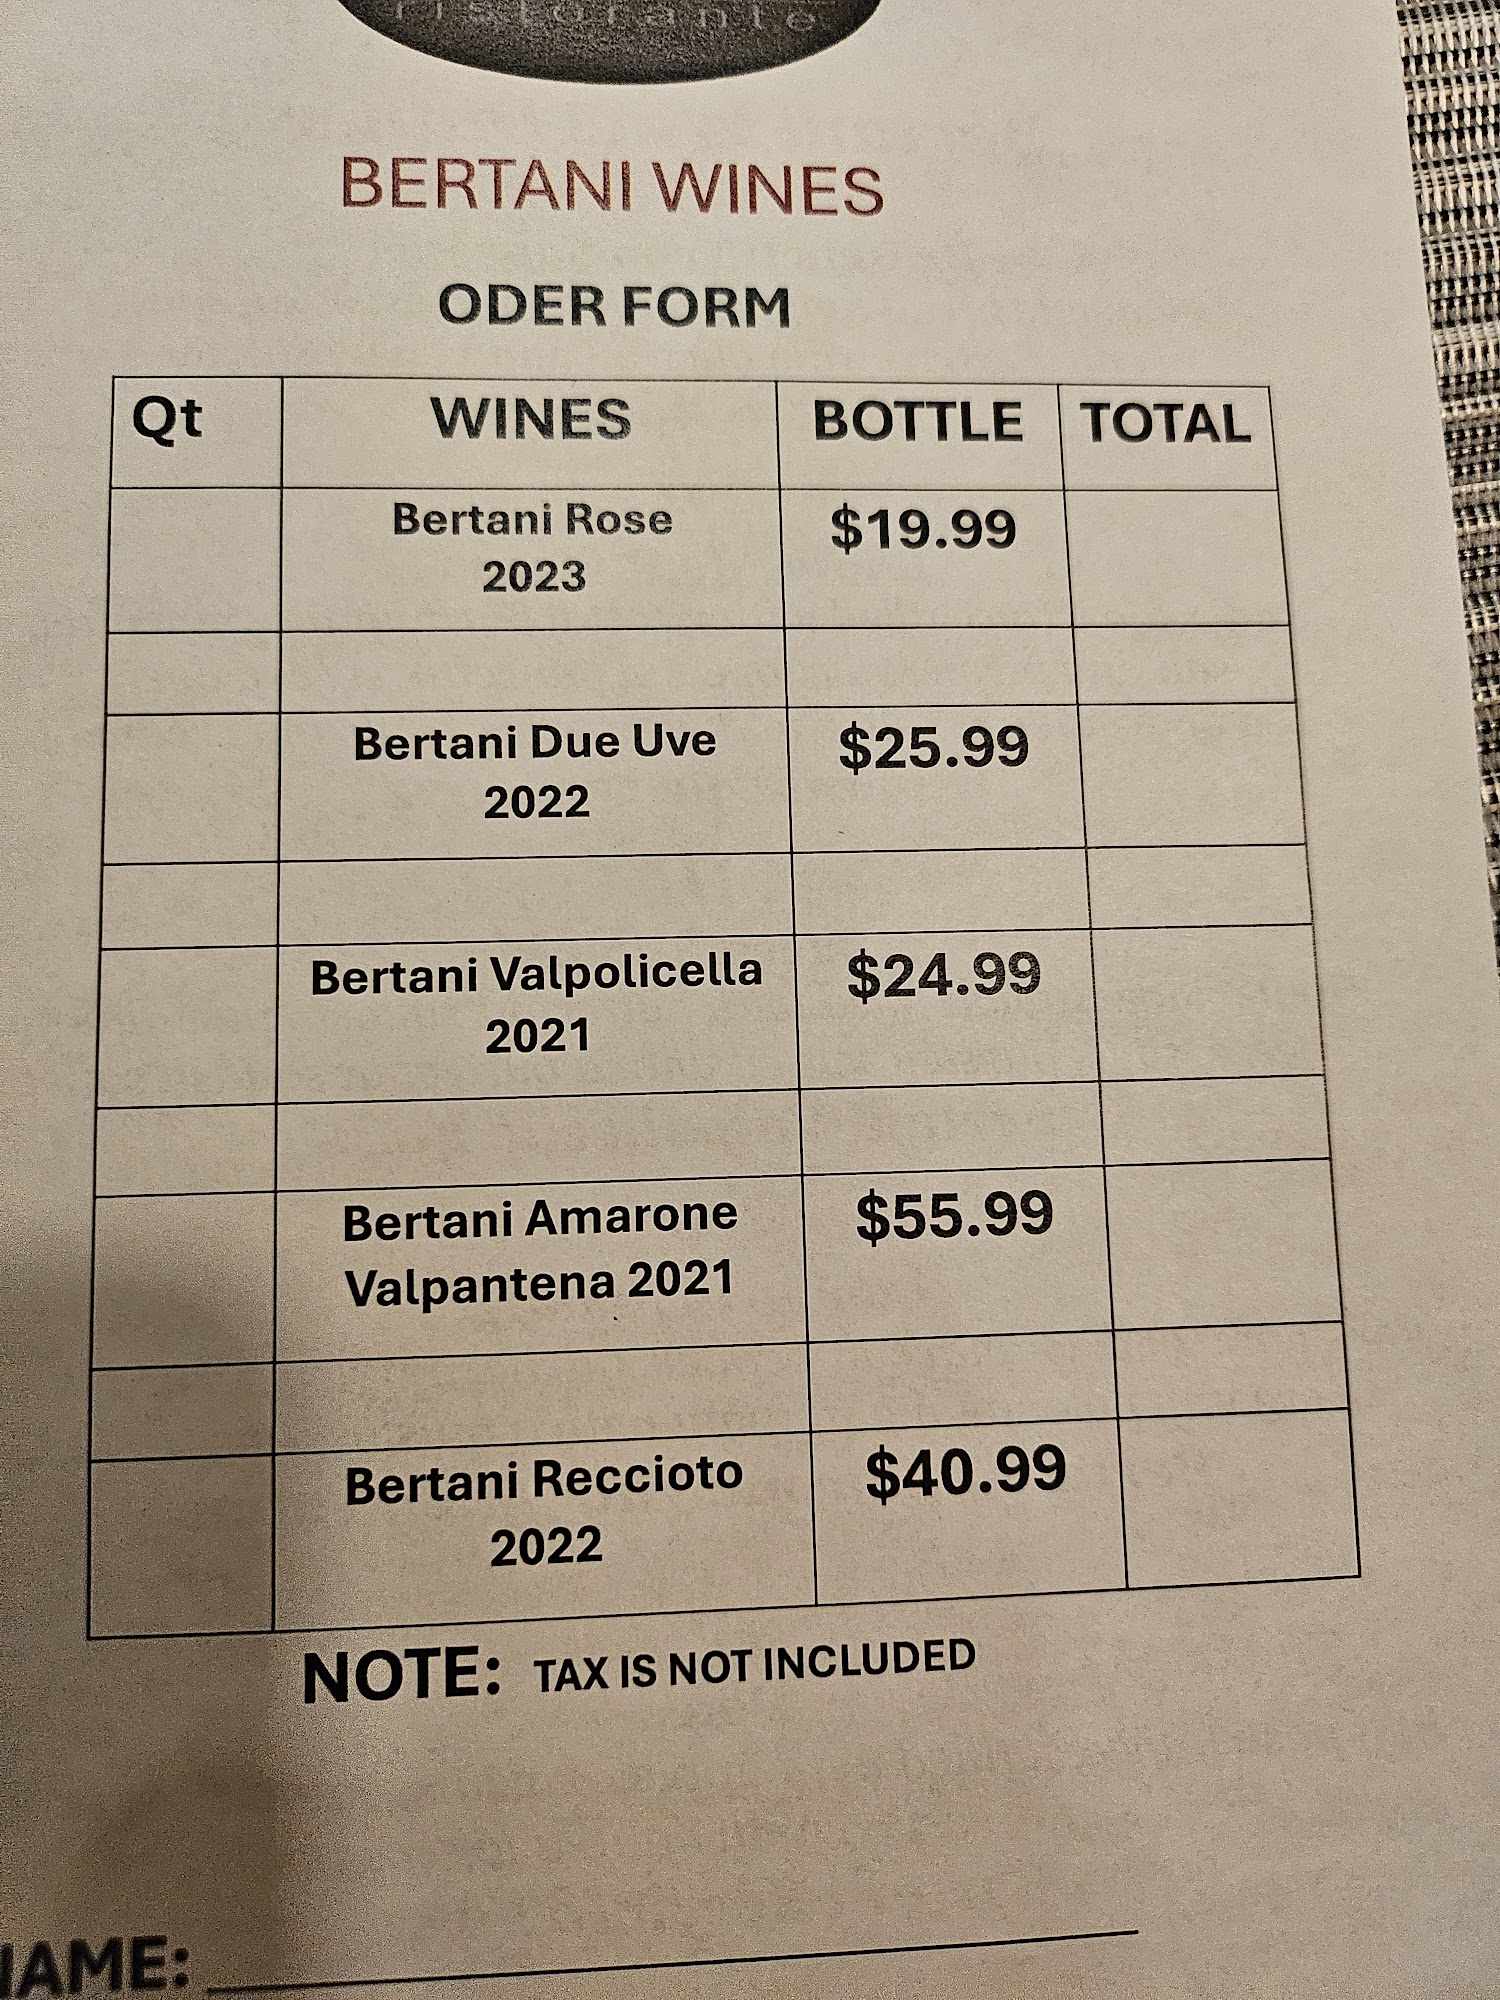 ristorante
BERTANI WINES
ODER FORM
Qt WINES BOTTLE TOTAL
Bertani Rose $19.99
2023
Bertani Due Uve $25.99
2022
Bertani Valpolicella $24.99
2021
Bertani Amarone $55.99
Valpantena 2021
Bertani Reccioto $40.99
2022
NOTE: TAX IS NOT INCLUDED
NAME: